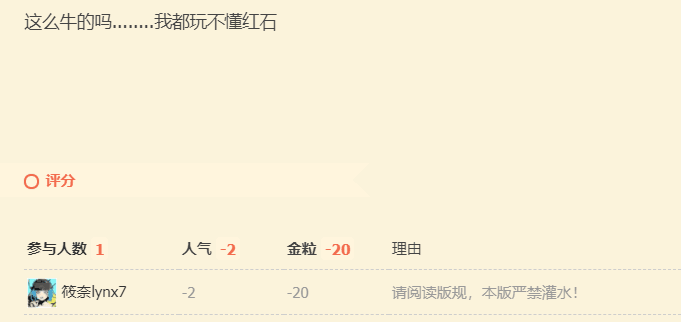 这么牛的吗........我都玩不懂红石
评分
参与人数 1 人气 -2 金粒 -20 理由
筱奈lynx7 -2 -20 请阅读版规，本版严禁灌水！